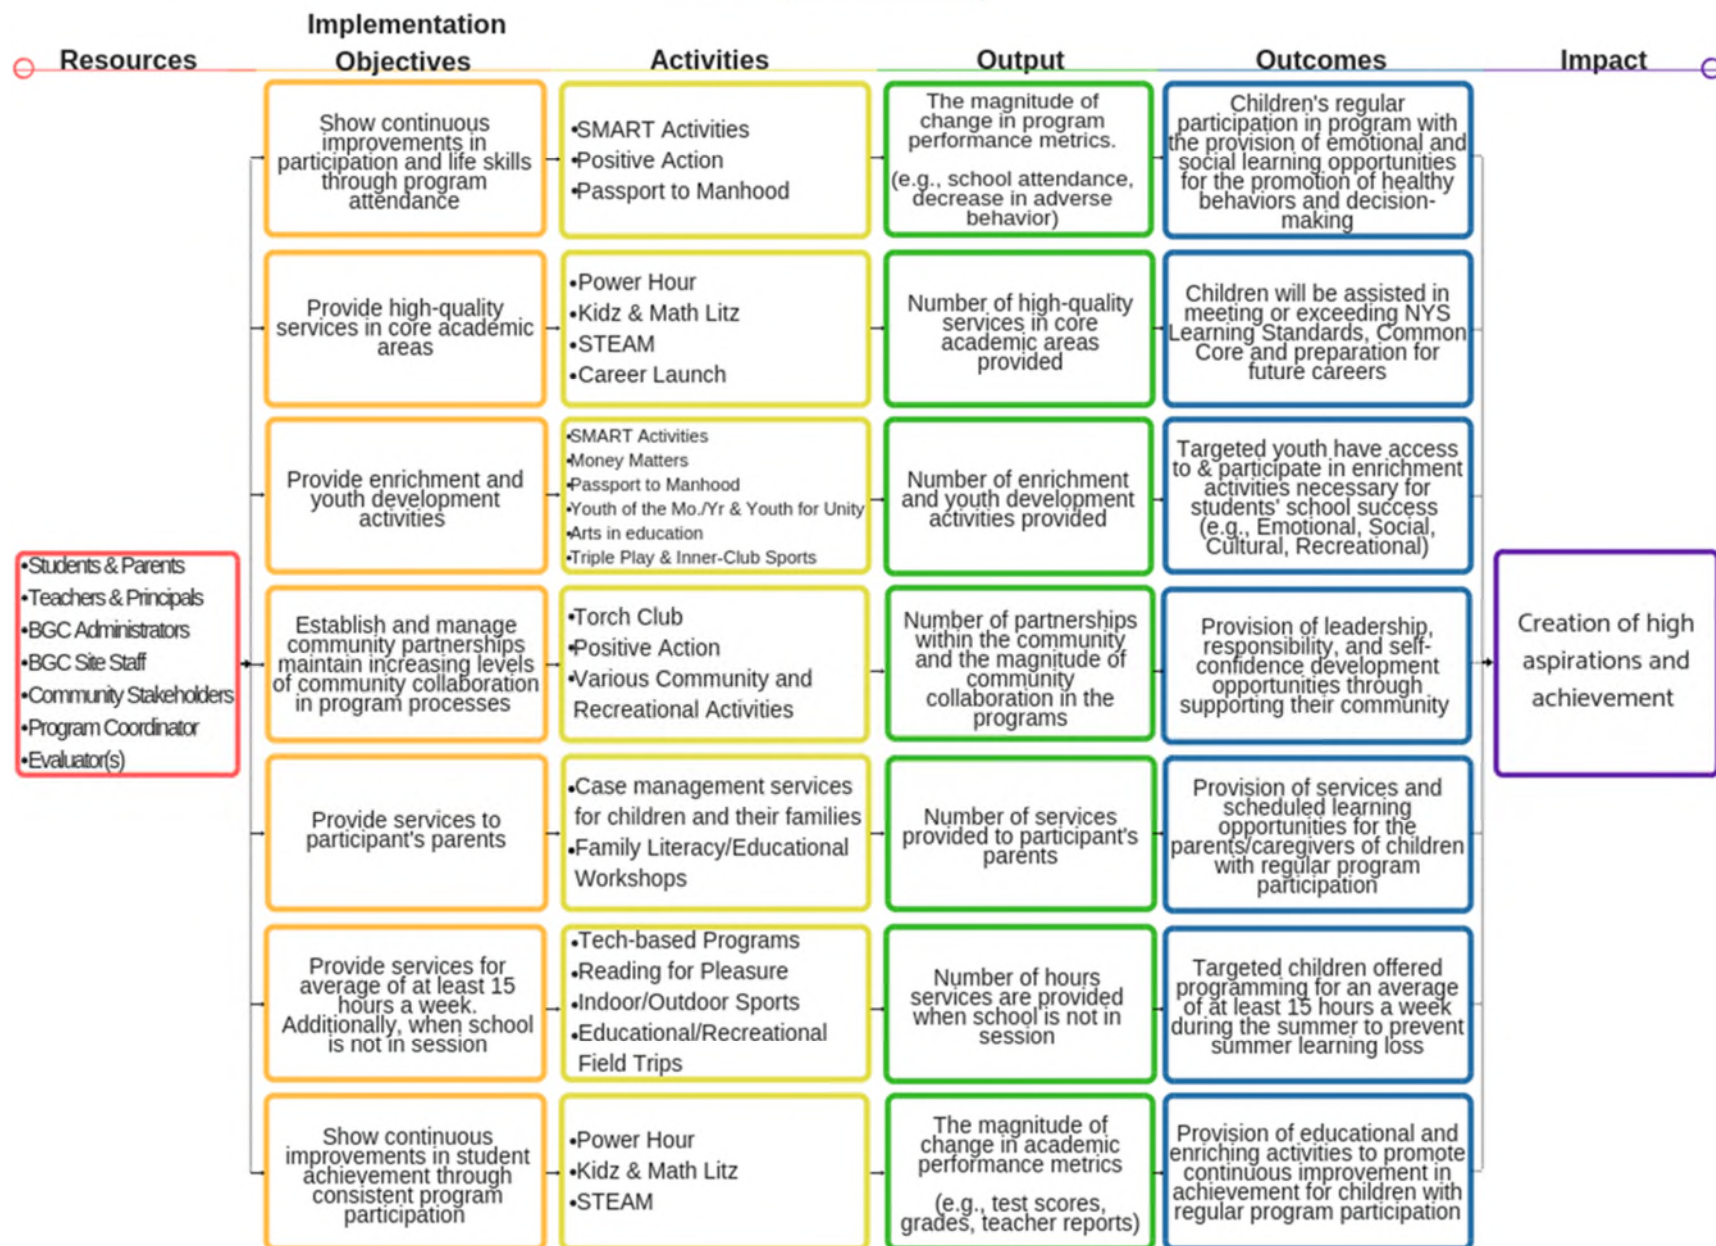 Resources
Implementation
Objectives
Activities
Output
Outcomes
Impact
•Students & Parents
•Teachers & Principals
•BGC Administrators
•BGC Site Staff
•Community Stakeholders
•Program Coordinator
•Evaluator(s)
Show continuous
improvements in
participation and life skills
through program
attendance
•SMART Activities
•Positive Action
•Passport to Manhood
The magnitude of
change in program
performance metrics.
(e.g., school attendance,
decrease in adverse
behavior)
Children's regular
participation in program with
the provision of emotional and
social learning opportunities
for the promotion of healthy
behaviors and decision-
making
Provide high-quality
services in core academic
areas
•Power Hour
•Kidz & Math Litz
•STEAM
•Career Launch
Number of high-quality
services in core
academic areas
provided
Children will be assisted in
meeting or exceeding NYS
Learning Standards, Common
Core and preparation for
future careers
Provide enrichment and
youth development
activities
•SMART Activities
•Money Matters
•Passport to Manhood
•Youth of the Mo./Yr & Youth for Unity
•Arts in education
•Triple Play & Inner-Club Sports
Number of enrichment
and youth development
activities provided
Targeted youth have access
to & participate in enrichment
activities necessary for
students' school success
(e.g., Emotional, Social,
Cultural, Recreational)
Establish and manage
community partnerships
maintain increasing levels
of community collaboration
in program processes
•Torch Club
•Positive Action
•Various Community and
Recreational Activities
Number of partnerships
within the community
and the magnitude of
community
collaboration in the
programs
Provision of leadership,
responsibility, and self-
confidence development
opportunities through
supporting their community
Provide services to
participant's parents
•Case management services
for children and their families
•Family Literacy/Educational
Workshops
Number of services
provided to participant's
parents
Provision of services and
scheduled learning
opportunities for the
parents/caregivers of children
with regular program
participation
Provide services for
average of at least 15
hours a week.
Additionally, when school
is not in session
•Tech-based Programs
•Reading for Pleasure
•Indoor/Outdoor Sports
•Educational/Recreational
Field Trips
Number of hours
services are provided
when school is not in
session
Targeted children offered
programming for an average
of at least 15 hours a week
during the summer to prevent
summer learning loss
Show continuous
improvements in student
achievement through
consistent program
participation
•Power Hour
•Kidz & Math Litz
•STEAM
The magnitude of
change in academic
performance metrics
(e.g., test scores,
grades, teacher reports)
Provision of educational and
enriching activities to promote
continuous improvement in
achievement for children with
regular program participation
Creation of high
aspirations and
achievement